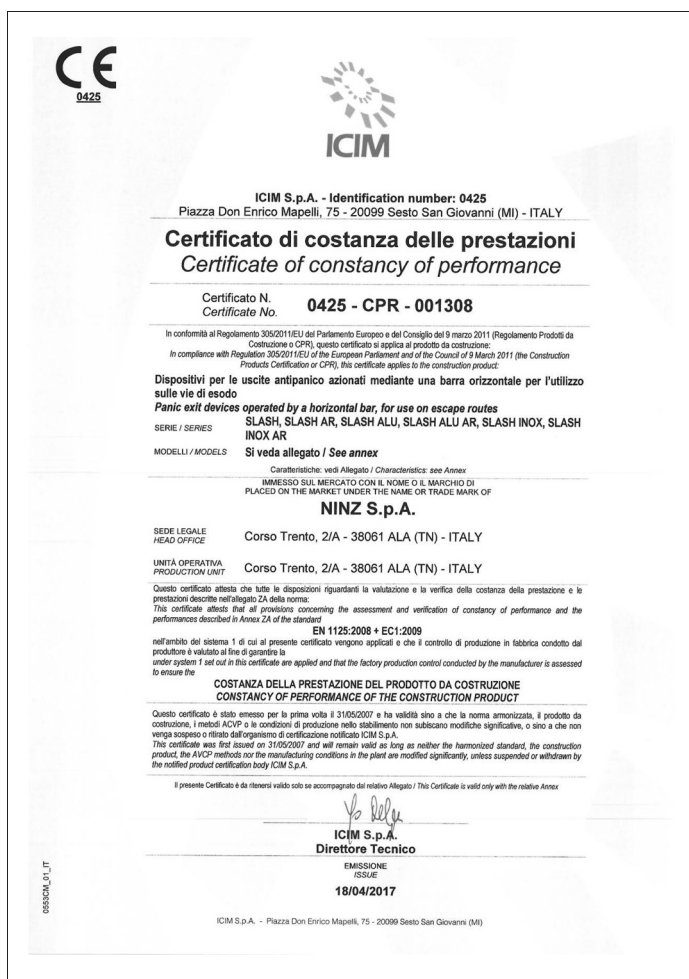 CE
0425
ICIM
ICIM S.p.A. - Identification number: 0425
Piazza Don Enrico Mapelli, 75 - 20099 Sesto San Giovanni (MI) - ITALY
Certificato di costanza delle prestazioni
Certificate of constancy of performance
Certificato N.
Certificate No.
0425 - CPR - 001308
In conformità al Regolamento 305/2011/EU del Parlamento Europeo e del Consiglio del 9 marzo 2011 (Regolamento Prodotti da
Costruzione o CPR), questo certificato si applica al prodotto da costruzione:
In compliance with Regulation 305/2011/EU of the European Parliament and of the Council of 9 March 2011 (the Construction
Products Certification or CPR), this certificate applies to the construction product:
Dispositivi per le uscite antipanico azionati mediante una barra orizzontale per l'utilizzo
sulle vie di esodo
Panic exit devices operated by a horizontal bar, for use on escape routes
SERIE / SERIES
SLASH, SLASH AR, SLASH ALU, SLASH ALU AR, SLASH INOX, SLASH
INOX AR
MODELLI / MODELS
Si veda allegato / See annex
Caratteristiche: vedi Allegato / Characteristics: see Annex
IMMESSO SUL MERCATO CON IL NOME O IL MARCHIO DI
PLACED ON THE MARKET UNDER THE NAME OR TRADE MARK OF
NINZ S.p.A.
SEDE LEGALE
HEAD OFFICE
Corso Trento, 2/A - 38061 ALA (TN) - ITALY
UNITÀ OPERATIVA
PRODUCTION UNIT
Corso Trento, 2/A - 38061 ALA (TN) - ITALY
Questo certificato attesta che tutte le disposizioni riguardanti la valutazione e la verifica della costanza della prestazione e le
prestazioni descritte nell'allegato ZA della norma:
This certificate attests that all provisions concerning the assessment and verification of constancy of performance and the
performances described in Annex ZA of the standard
EN 1125:2008 + EC1:2009
nell'ambito del sistema 1 di cui al presente certificato vengono applicati e che il controllo di produzione in fabbrica condotto dal
produttore è valutato al fine di garantire la
under system 1 set out in this certificate are applied and that the factory production control conducted by the manufacturer is assessed
to ensure the
COSTANZA DELLA PRESTAZIONE DEL PRODOTTO DA COSTRUZIONE
CONSTANCY OF PERFORMANCE OF THE CONSTRUCTION PRODUCT
Questo certificato è stato emesso per la prima volta il 31/05/2007 e ha validità sino a che la norma armonizzata, il prodotto da
costruzione, i metodi ACVP o le condizioni di produzione nello stabilimento non subiscano modifiche significative, o sino a che non
venga sospeso o ritirato dall'organismo di certificazione notificato ICIM S.p.A.
This certificate was first issued on 31/05/2007 and will remain valid as long as neither the harmonized standard, the construction
product, the AVCP methods nor the manufacturing conditions in the plant are modified significantly, unless suspended or withdrawn by
the notified product certification body ICIM S.p.A.
Il presente Certificato è da ritenersi valido solo se accompagnato dal relativo Allegato / This Certificate is valid only with the relative Annex
ICIM S.p.A.
Direttore Tecnico
EMISSIONE
ISSUE
18/04/2017
0553CM_01_IT
ICIM S.p.A. - Piazza Don Enrico Mapelli, 75 - 20099 Sesto San Giovanni (MI)